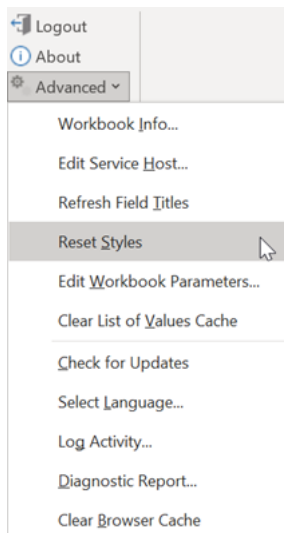 Logout
About
Advanced
Workbook Info...
Edit Service Host...
Refresh Field Titles
Reset Styles
Edit Workbook Parameters...
Clear List of Values Cache
Check for Updates
Select Language...
Log Activity...
Diagnostic Report...
Clear Browser Cache